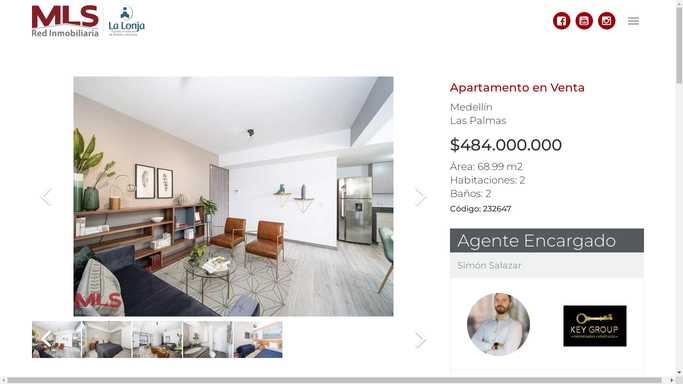 MLS
Red Inmobiliaria
La Lonja
Apartamento en Venta
Medellín
Las Palmas
$484.000.000
Área: 68.99 m2
Habitaciones: 2
Baños: 2
Código: 232647
Agente Encargado
Simón Salazar
MLS
KEY GROUP